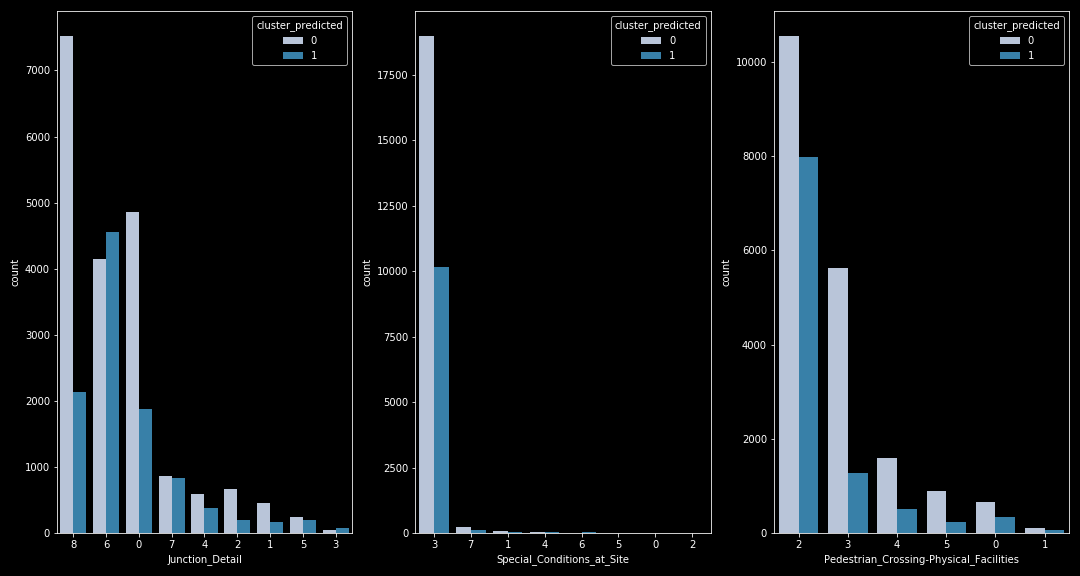 cluster_predicted
0
1
7000
6000
5000
4000
3000
2000
1000
0
count
8 6 0 7 4 2 1 5 3
Junction_Detail
cluster_predicted
0
1
17500
15000
12500
10000
7500
5000
2500
0
count
3 7 1 4 6 5 0 2
Special_Conditions_at_Site
cluster_predicted
0
1
10000
8000
6000
4000
2000
0
count
2 3 4 5 0 1
Pedestrian_Crossing-Physical_Facilities